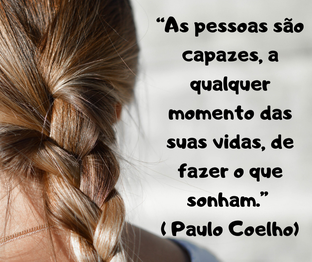 “As pessoas são
capazes, a
qualquer
momento das
suas vidas, de
fazer o que
sonham.”
( Paulo Coelho)